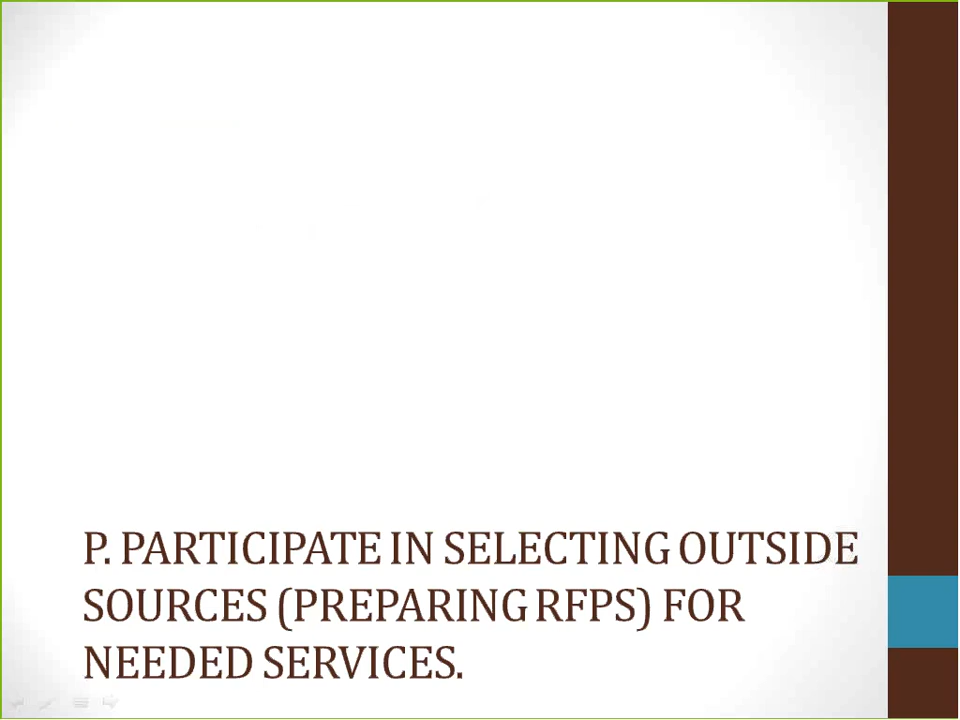 P. PARTICIPATE IN SELECTING OUTSIDE
SOURCES (PREPARING RFPS) FOR
NEEDED SERVICES.